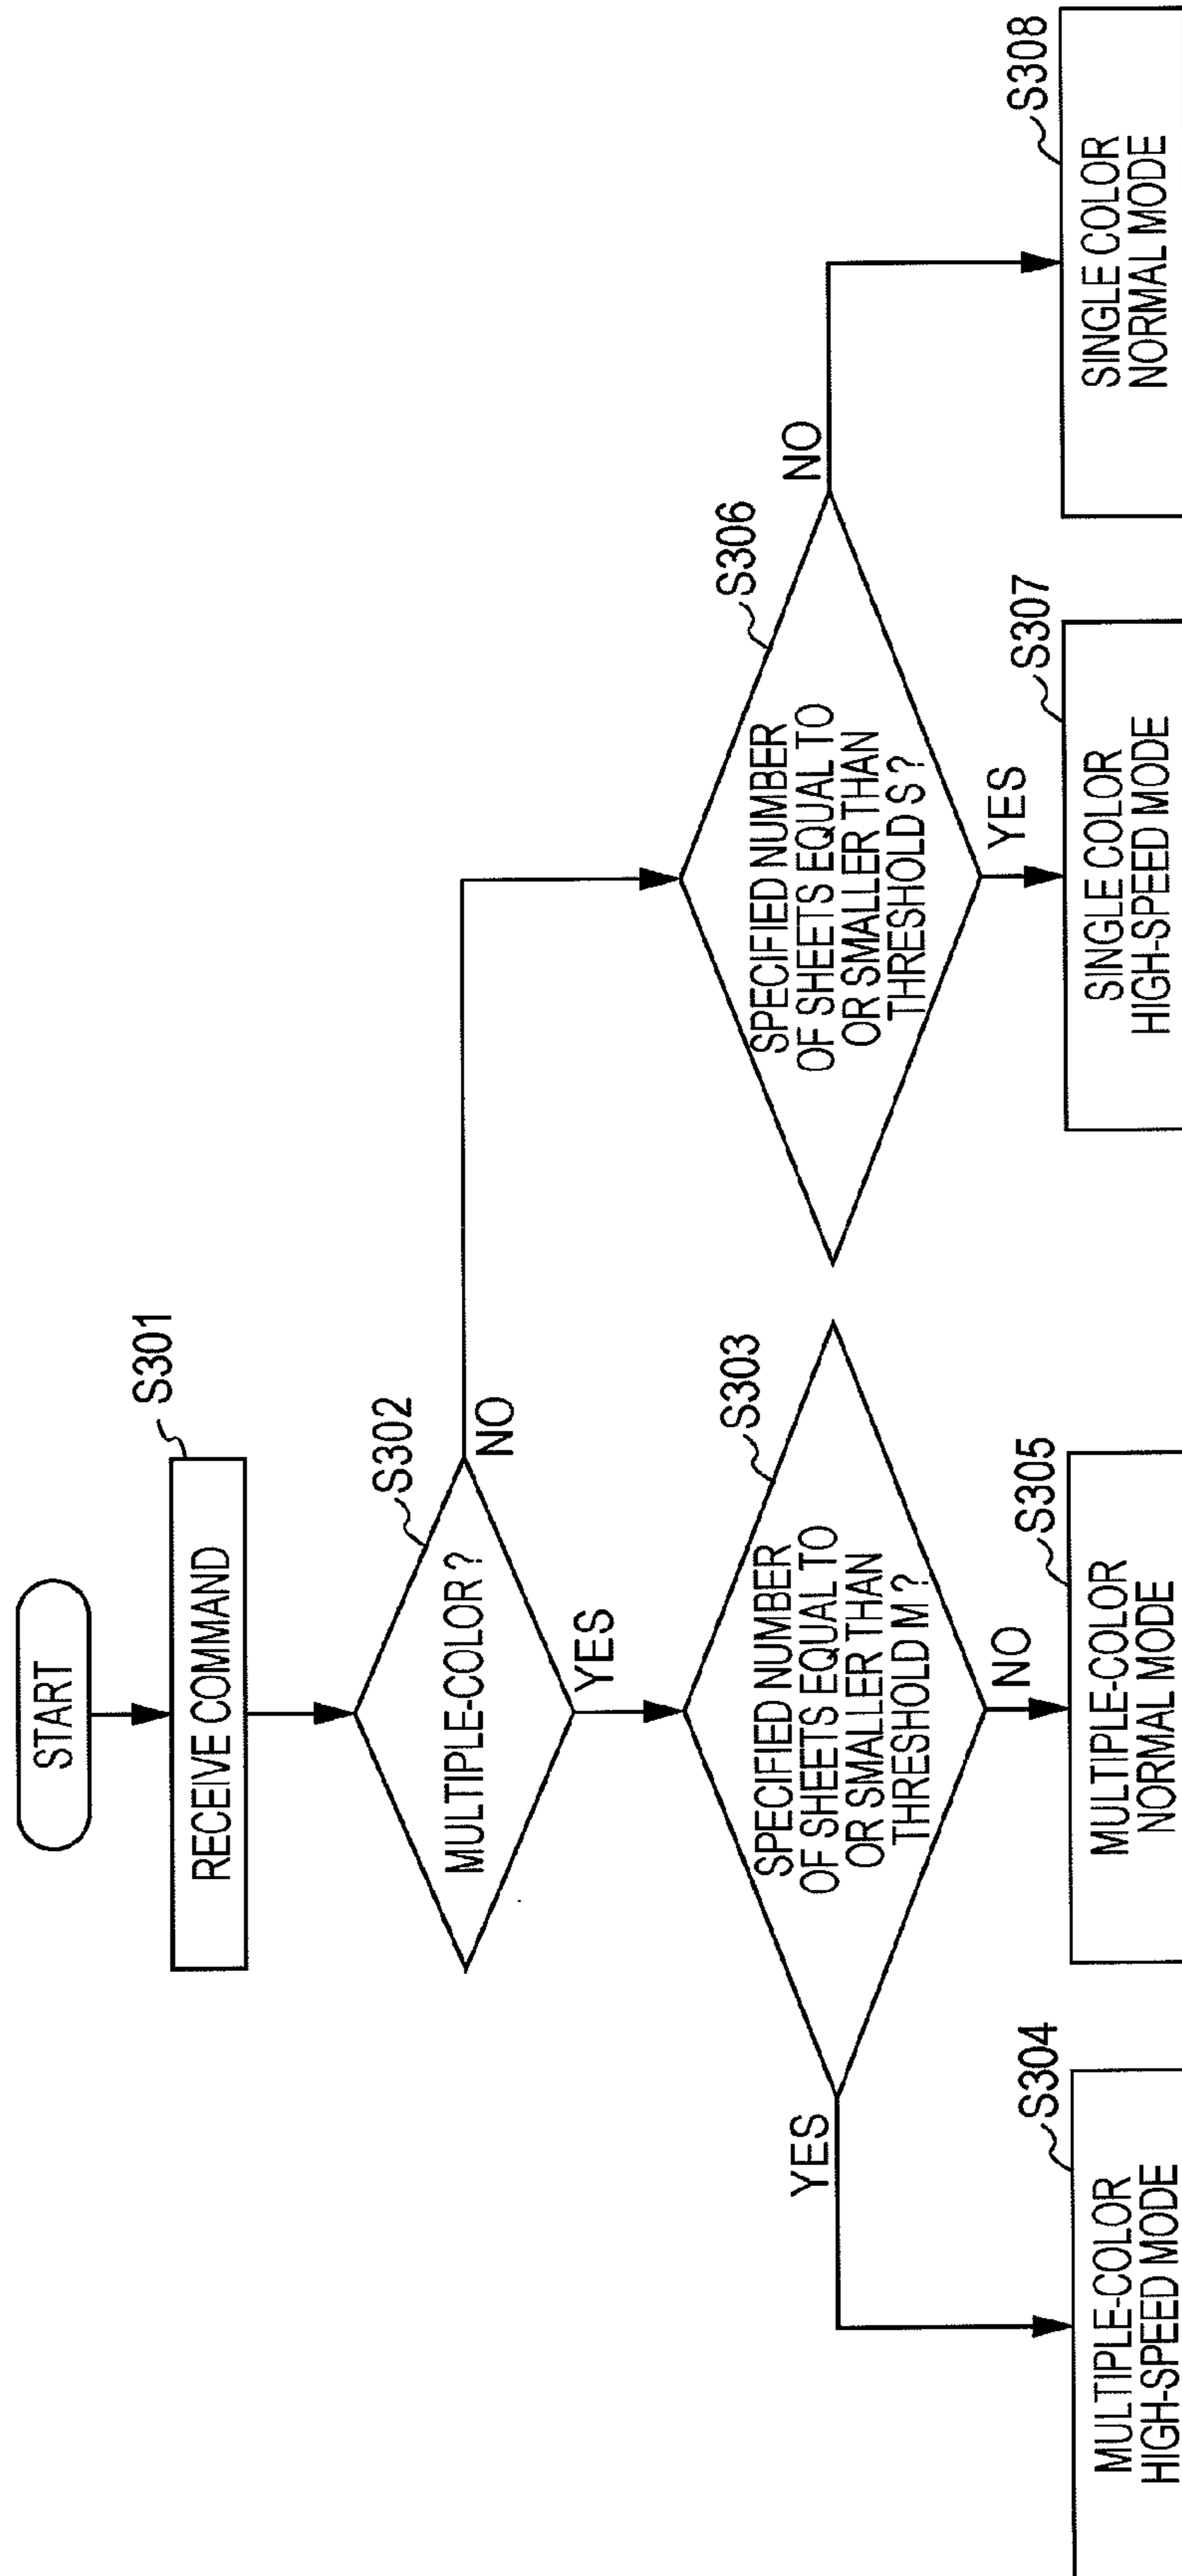 START
S301
RECEIVE COMMAND
S302
MULTIPLE-COLOR?
NO
YES
S303
SPECIFIED NUMBER
OF SHEETS EQUAL TO
OR SMALLER THAN
THRESHOLD M?
YES
NO
S306
SPECIFIED NUMBER
OF SHEETS EQUAL TO
OR SMALLER THAN
THRESHOLD S?
NO
YES
S304
MULTIPLE-COLOR
HIGH-SPEED MODE
S305
MULTIPLE-COLOR
NORMAL MODE
S307
SINGLE COLOR
HIGH-SPEED MODE
S308
SINGLE COLOR
NORMAL MODE